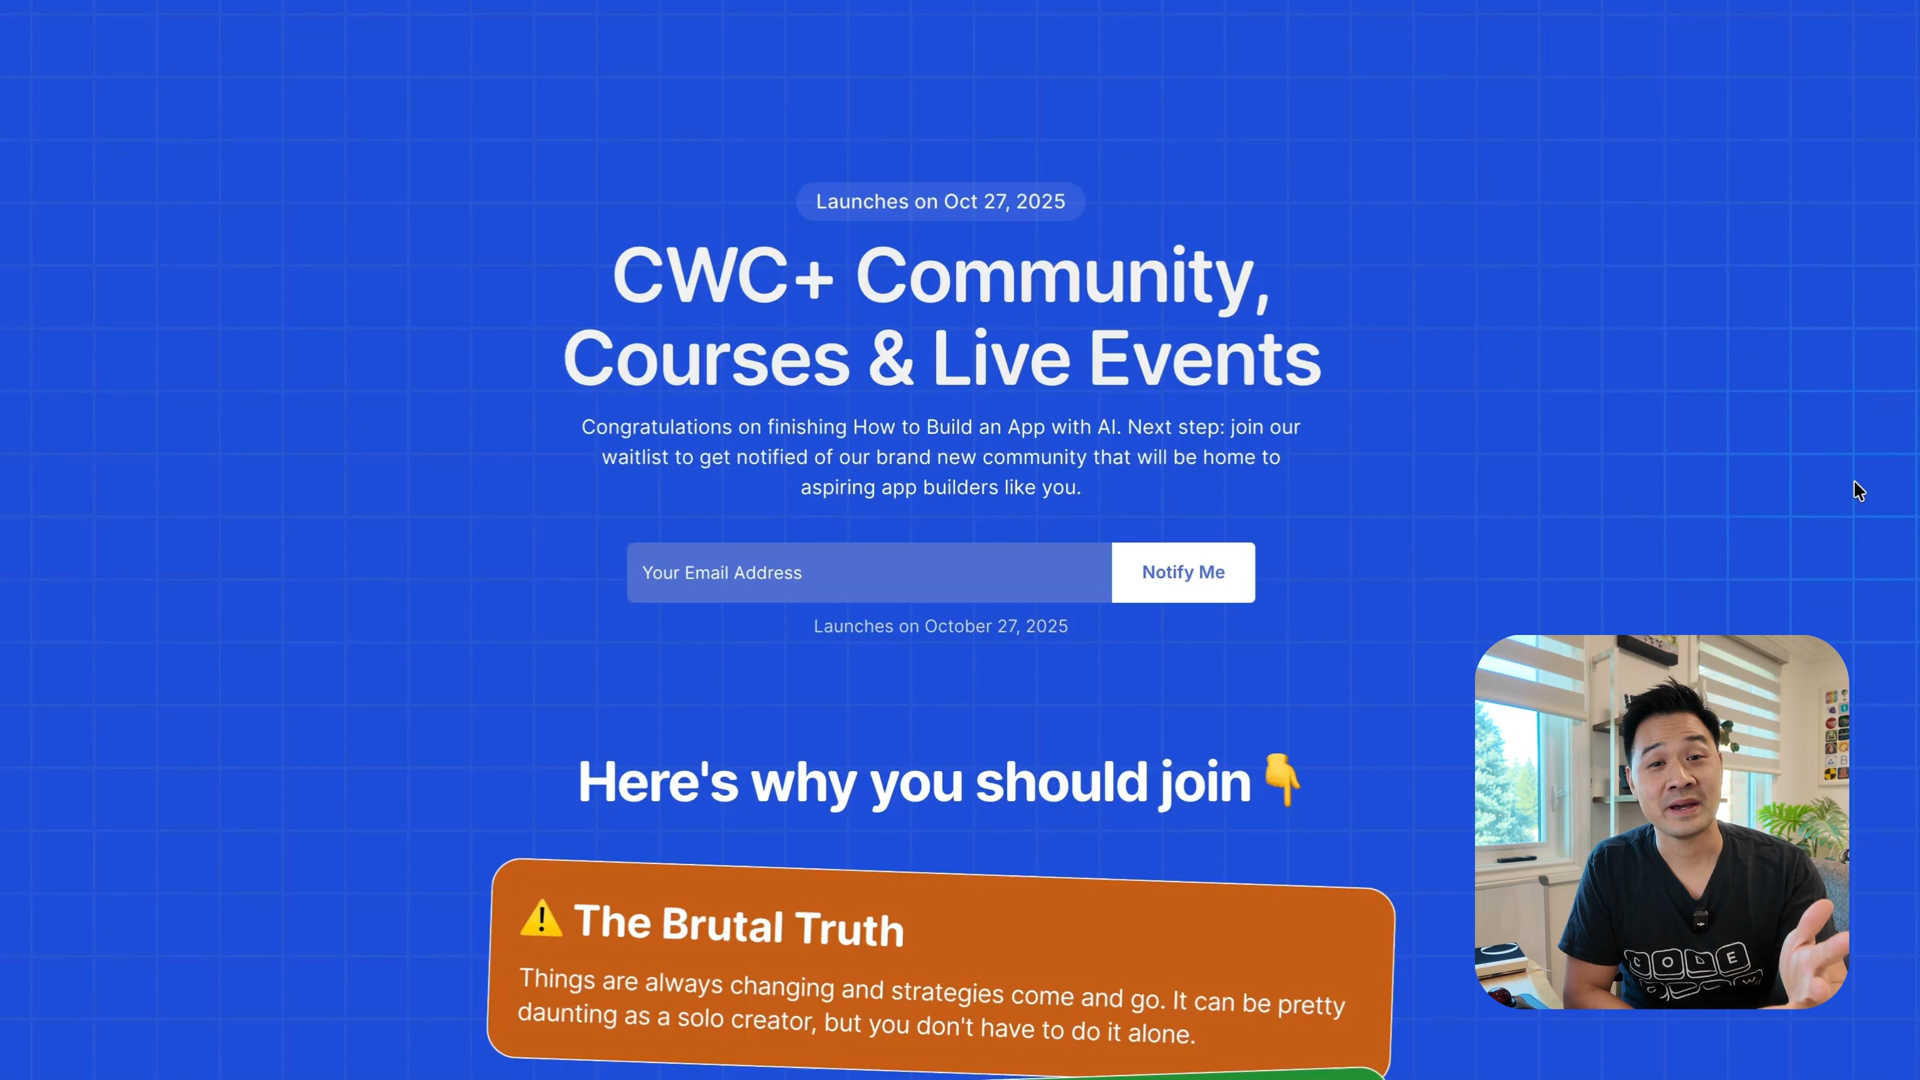 Launches on Oct 27, 2025
CWC+ Community,
Courses & Live Events
Congratulations on finishing How to Build an App with AI. Next step: join our
waitlist to get notified of our brand new community that will be home to
aspiring app builders like you.
Your Email Address
Notify Me
Launches on October 27, 2025
Here's why you should join👇
⚠️ The Brutal Truth
Things are always changing and strategies come and go. It can be pretty
daunting as a solo creator, but you don't have to do it alone.
CODE